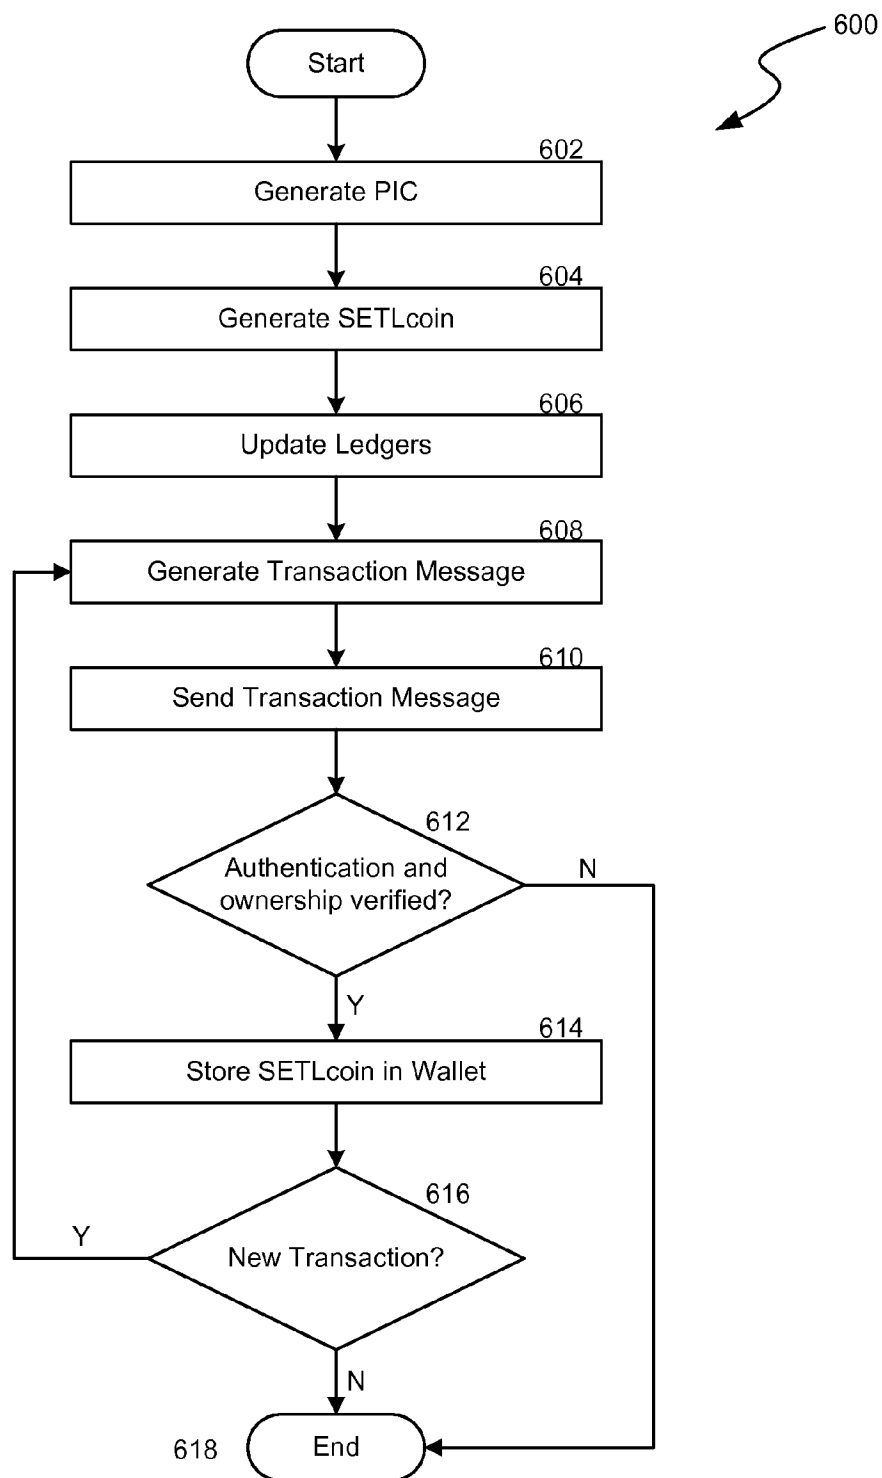 600
Start
602
Generate PIC
604
Generate SETLcoin
606
Update Ledgers
608
Generate Transaction Message
610
Send Transaction Message
612
Authentication and
ownership verified?
N
Y
614
Store SETLcoin in Wallet
616
Y
New Transaction?
N
618
End